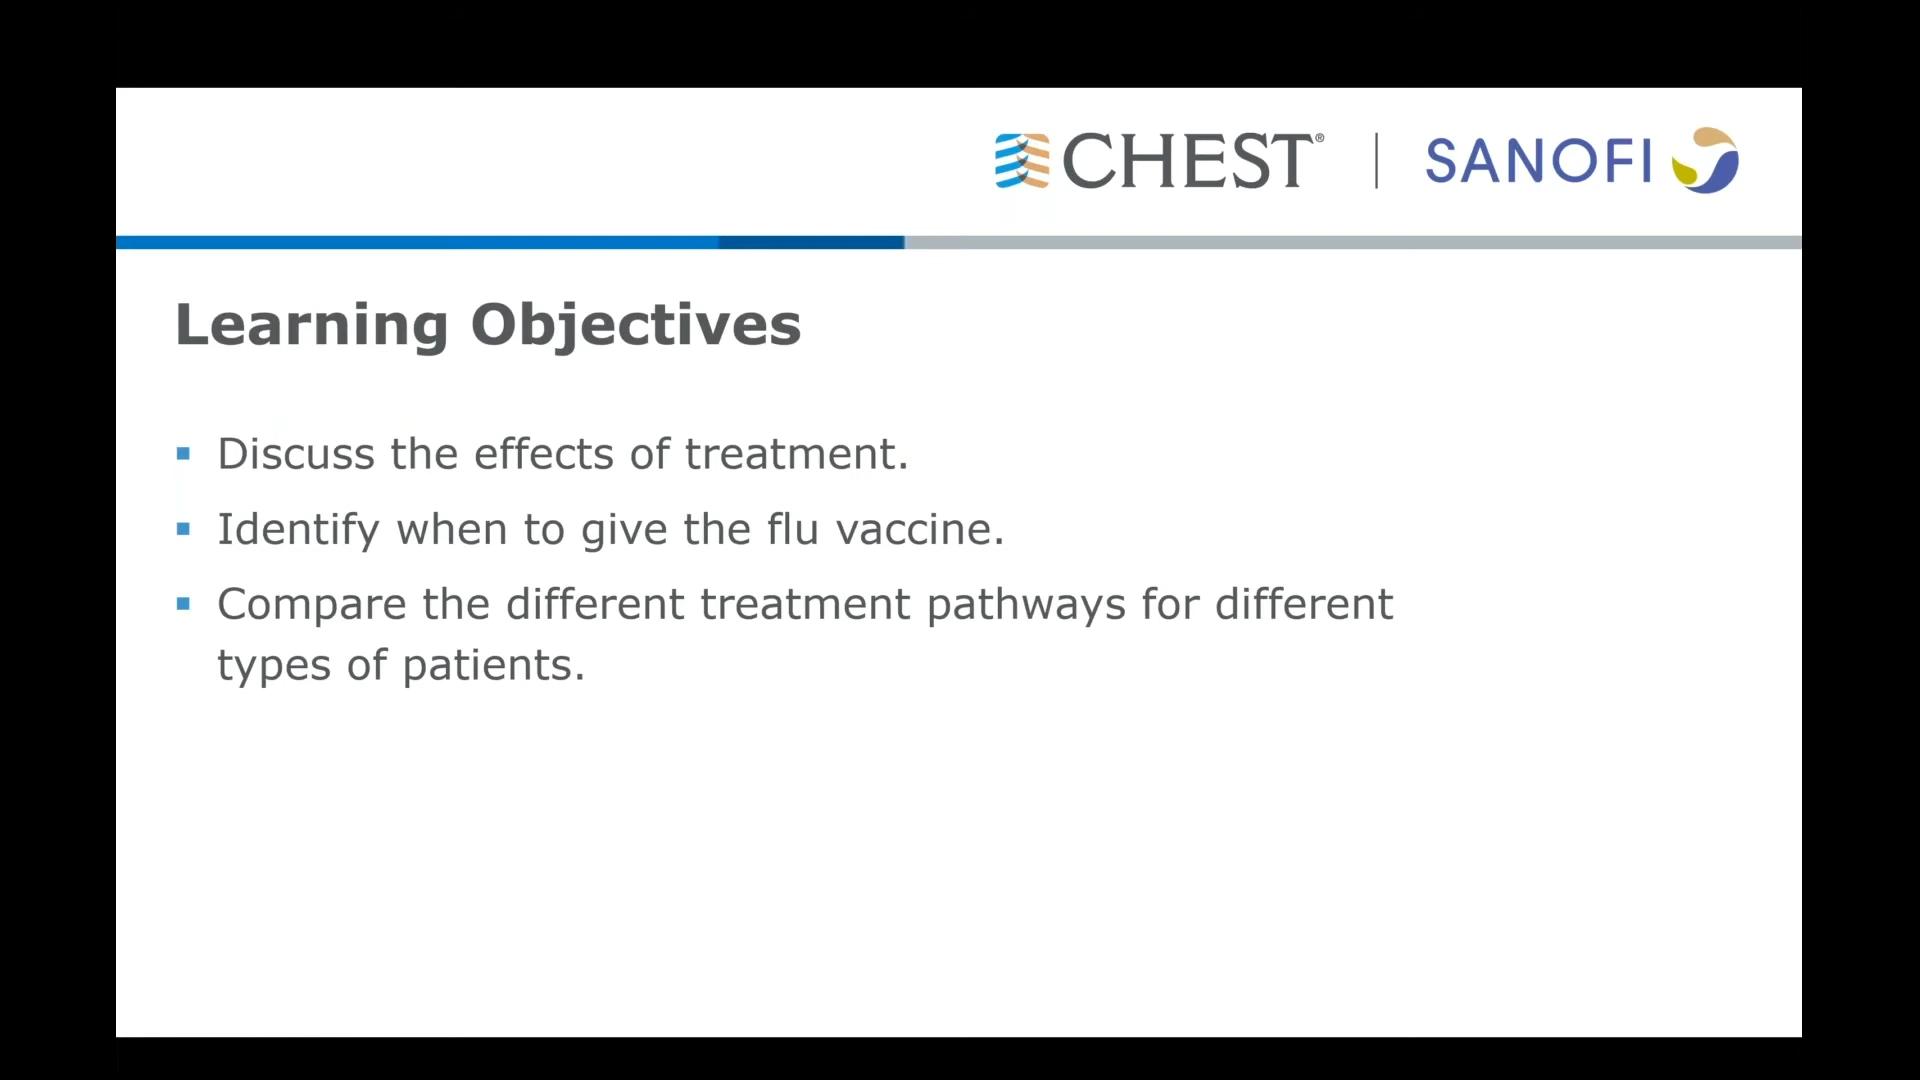 CHEST® | SANOFI
Learning Objectives
▪ Discuss the effects of treatment.
▪ Identify when to give the flu vaccine.
▪ Compare the different treatment pathways for different
types of patients.